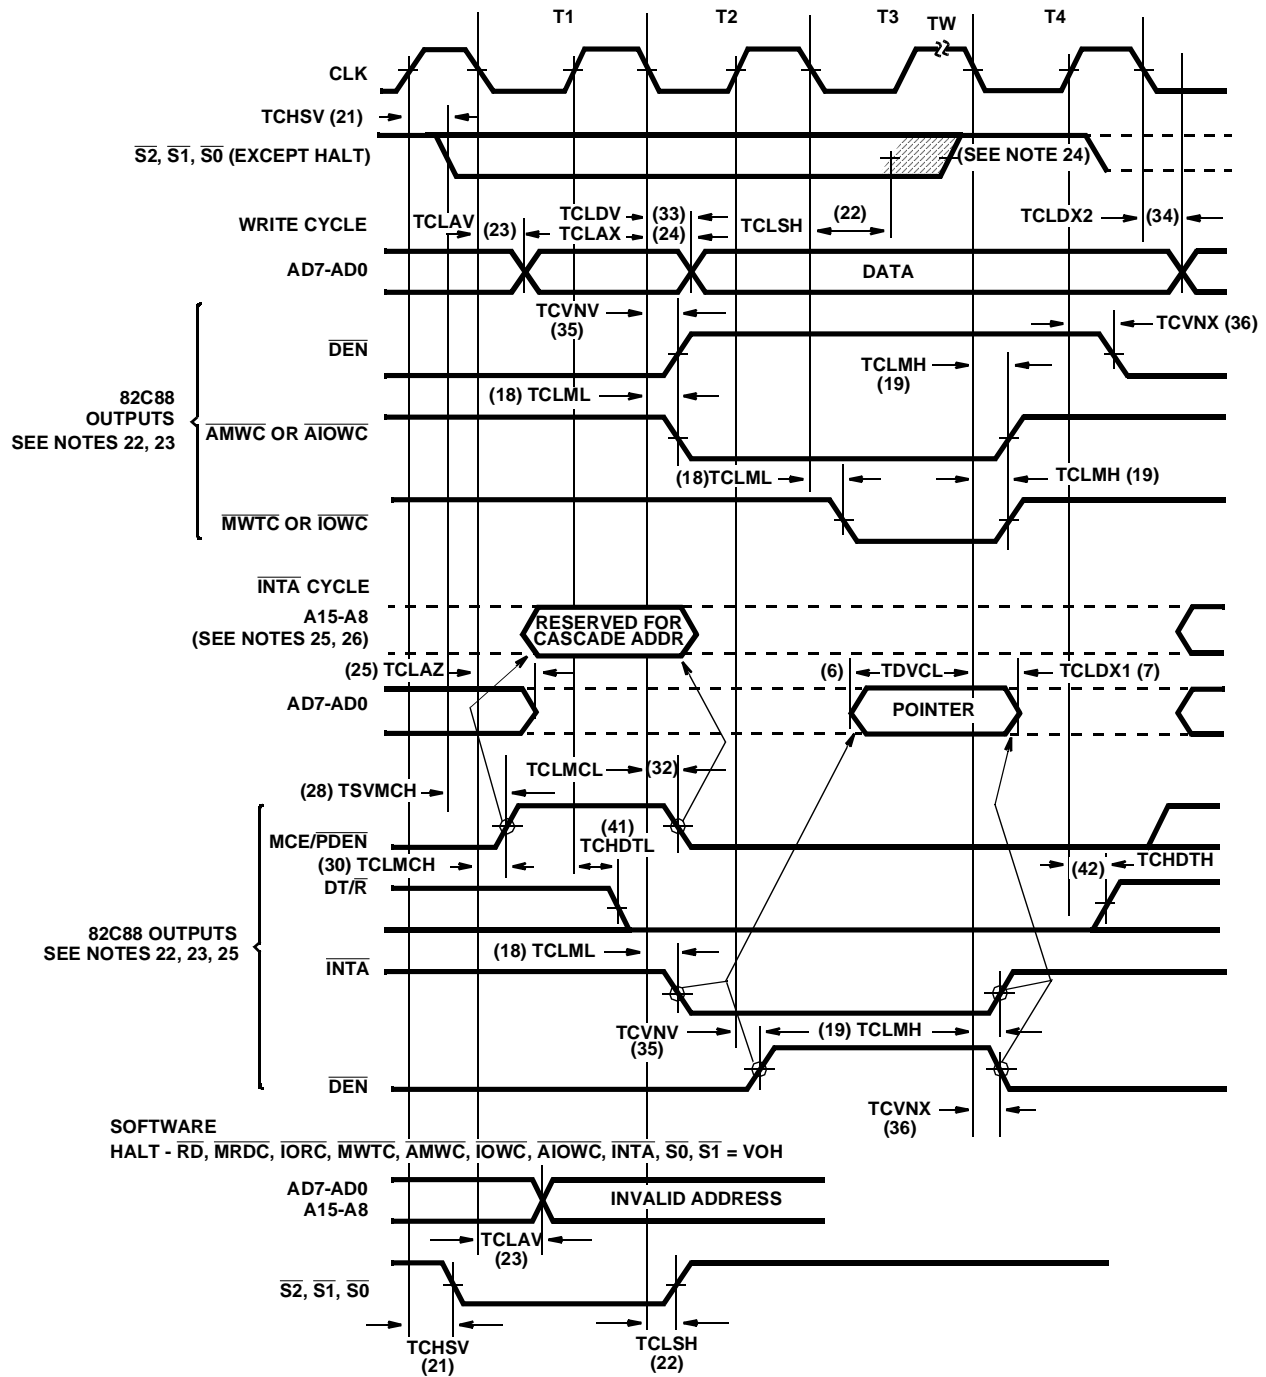 T1 T2 T3 TW T4
CLK
TCHSV (21)
S2, S1, S0 (EXCEPT HALT)
(SEE NOTE 24)
WRITE CYCLE
TCLAV (23)
TCLDV (33)
TCLAX (24)
TCLSH (22)
TCLDX2 (34)
AD7-AD0
DATA
TCVNV
(35)
TCVNX (36)
DEN
TCLMH
(19)
(18) TCLML
82C88
OUTPUTS
SEE NOTES 22, 23
AMWC OR AIOWC
(18)TCLML
TCLMH (19)
MWTC OR IOWC
INTA CYCLE
A15-A8
(SEE NOTES 25, 26)
RESERVED FOR
CASCADE ADDR
(25) TCLAZ
(6) TDVCL
TCLDX1 (7)
AD7-AD0
POINTER
TCLMCL (32)
(28) TSVMCH
MCE/PDEN
(41)
TCHDTL
(30) TCLMCH
(42) TCHDTH
DT/R
82C88 OUTPUTS
SEE NOTES 22, 23, 25
(18) TCLML
INTA
TCVNV
(35)
(19) TCLMH
DEN
TCVNX
(36)
SOFTWARE
HALT - RD, MRDC, IORC, MWTC, AMWC, IOWC, AIOWC, INTA, S0, S1 = VOH
AD7-AD0
A15-A8
INVALID ADDRESS
TCLAV
(23)
S2, S1, S0
TCHSV
(21)
TCLSH
(22)